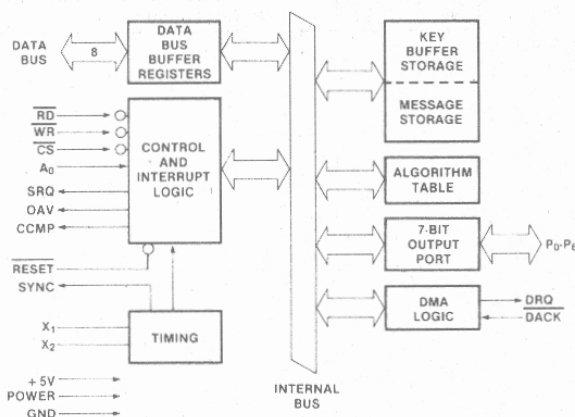 DATA
BUS
8
DATA
BUS
BUFFER
REGISTERS
RD
WR
CS
A0
SRQ
OAV
CCMP
CONTROL
AND
INTERRUPT
LOGIC
RESET
SYNC
X1
X2
TIMING
+5V
POWER
GND
INTERNAL
BUS
KEY
BUFFER
STORAGE
MESSAGE
STORAGE
ALGORITHM
TABLE
7-BIT
OUTPUT
PORT
P0-P6
DMA
LOGIC
DRQ
DACK